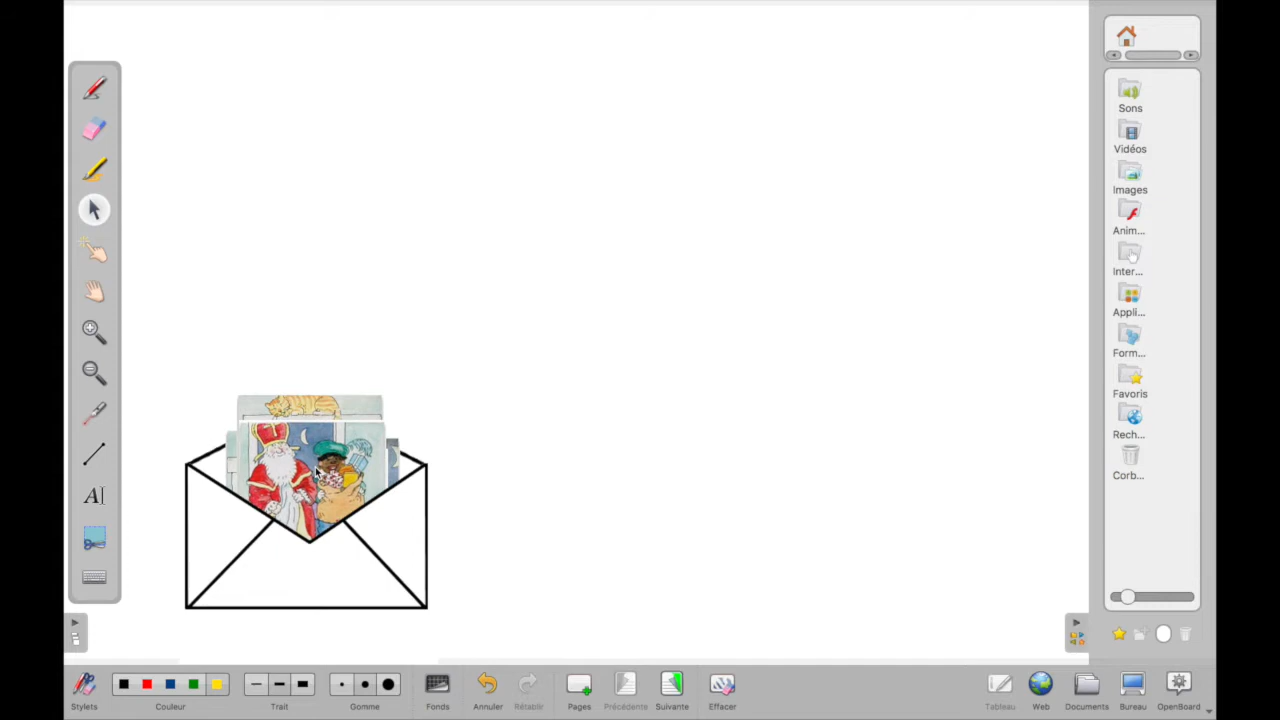 Sons
Vidéos
Images
Anim...
Inter...
Appli...
Form...
Favoris
Rech...
Corb...
A
Stylets
Couleur
Trait
Gomme
Fonds
Annuler
Rétablir
Pages
Précédente
Suivante
Effacer
Tableau
Web
Documents
Bureau
OpenBoard